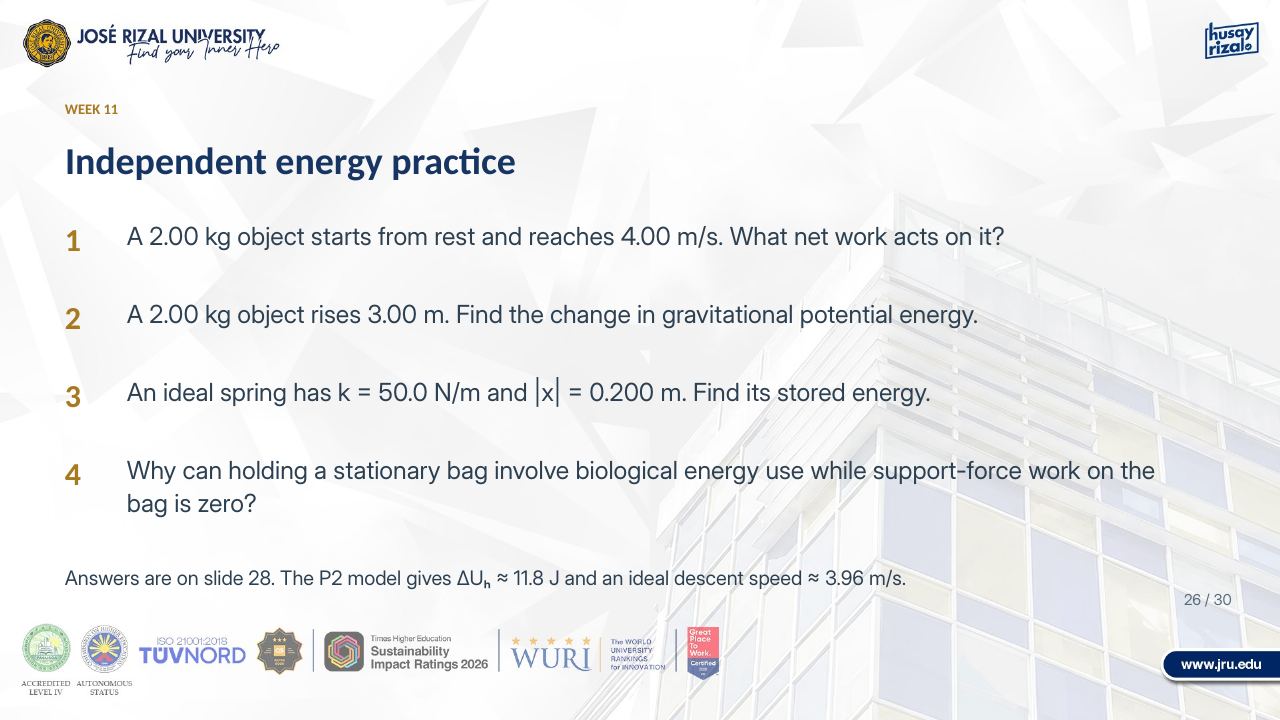 JOSÉ RIZAL UNIVERSITY
Find your Inner Hero
husay
rizal
WEEK 11
Independent energy practice
1 A 2.00 kg object starts from rest and reaches 4.00 m/s. What net work acts on it?
2 A 2.00 kg object rises 3.00 m. Find the change in gravitational potential energy.
3 An ideal spring has k = 50.0 N/m and |x| = 0.200 m. Find its stored energy.
4 Why can holding a stationary bag involve biological energy use while support-force work on the
bag is zero?
Answers are on slide 28. The P2 model gives ΔUₕ ≈ 11.8 J and an ideal descent speed ≈ 3.96 m/s.
26 / 30
ACCREDITED
LEVEL IV
AUTONOMOUS
STATUS
ISO 21001:2018
TÜVNORD
Times Higher Education
Sustainability
Impact Ratings 2026
WURI
The WORLD
UNIVERSITY
RANKINGS
for INNOVATION
Great
Place
To
Work.
Certified
www.jru.edu